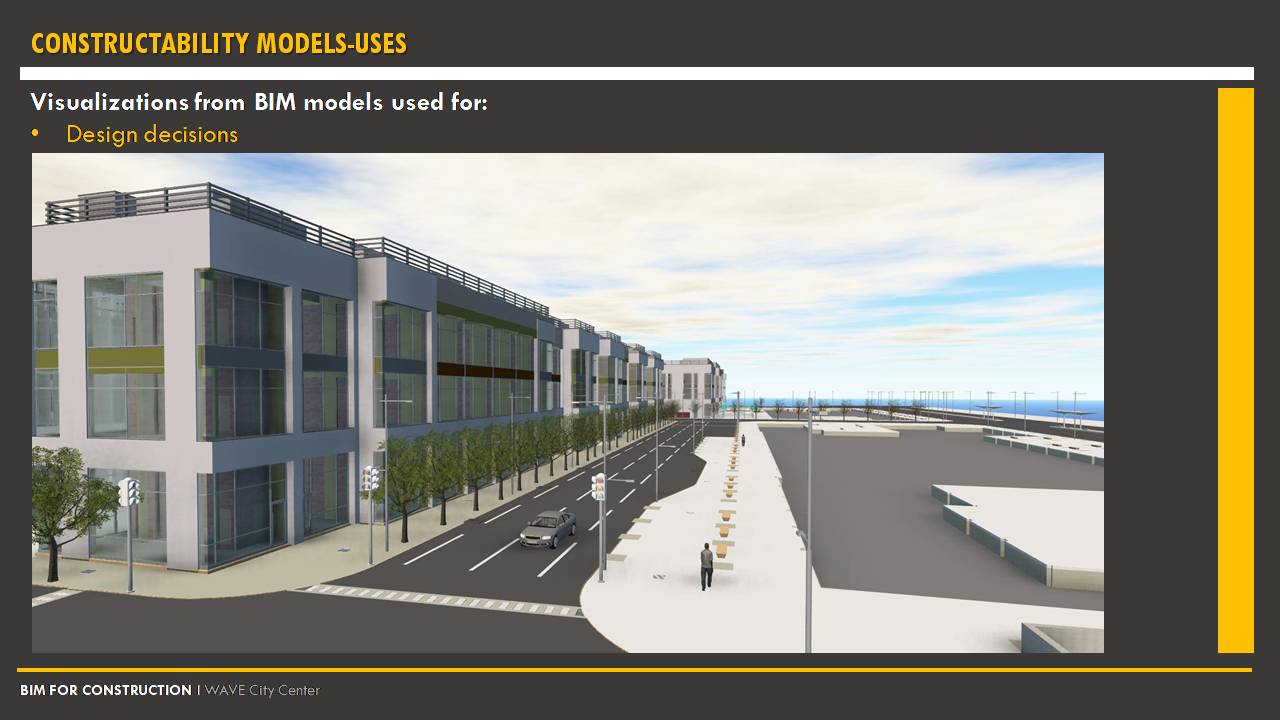 CONSTRUCTABILITY MODELS-USES
Visualizations from BIM models used for:
• Design decisions
BIM FOR CONSTRUCTION | WAVE City Center